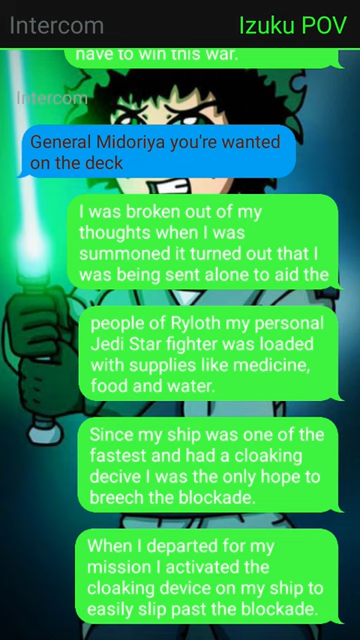 Intercom
Izuku POV
have to win this war.
Intercom
General Midoriya you're wanted
on the deck
I was broken out of my
thoughts when I was
summoned it turned out that I
was being sent alone to aid the
people of Ryloth my personal
Jedi Star fighter was loaded
with supplies like medicine,
food and water.
Since my ship was one of the
fastest and had a cloaking
decive I was the only hope to
breech the blockade.
When I departed for my
mission I activated the
cloaking device on my ship to
easily slip past the blockade.